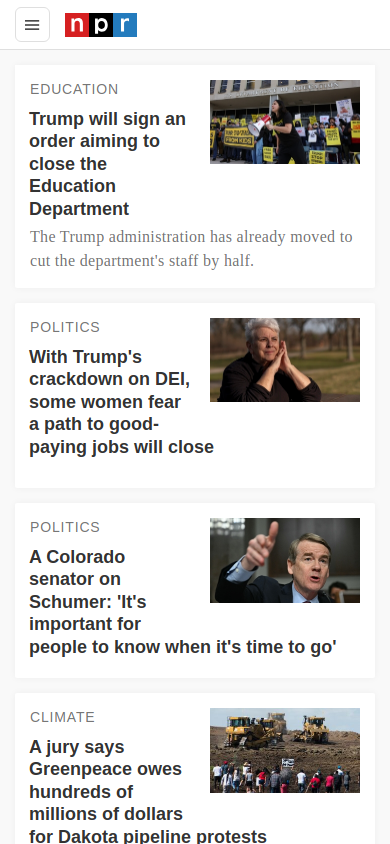 npr
EDUCATION
Trump will sign an
order aiming to
close the
Education
Department
The Trump administration has already moved to
cut the department's staff by half.
POLITICS
With Trump's
crackdown on DEI,
some women fear
a path to good-
paying jobs will close
POLITICS
A Colorado
senator on
Schumer: 'It's
important for
people to know when it's time to go'
CLIMATE
A jury says
Greenpeace owes
hundreds of
millions of dollars
for Dakota pipeline protests